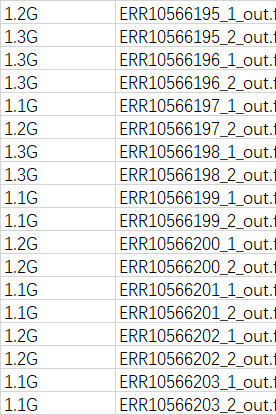 1.2G ERR10566195_1_out.f
1.3G ERR10566195_2_out.f
1.3G ERR10566196_1_out.f
1.3G ERR10566196_2_out.f
1.1G ERR10566197_1_out.f
1.2G ERR10566197_2_out.f
1.3G ERR10566198_1_out.f
1.3G ERR10566198_2_out.f
1.1G ERR10566199_1_out.f
1.1G ERR10566199_2_out.f
1.2G ERR10566200_1_out.f
1.2G ERR10566200_2_out.f
1.1G ERR10566201_1_out.f
1.1G ERR10566201_2_out.f
1.2G ERR10566202_1_out.f
1.2G ERR10566202_2_out.f
1.1G ERR10566203_1_out.f
1.1G ERR10566203_2_out.f